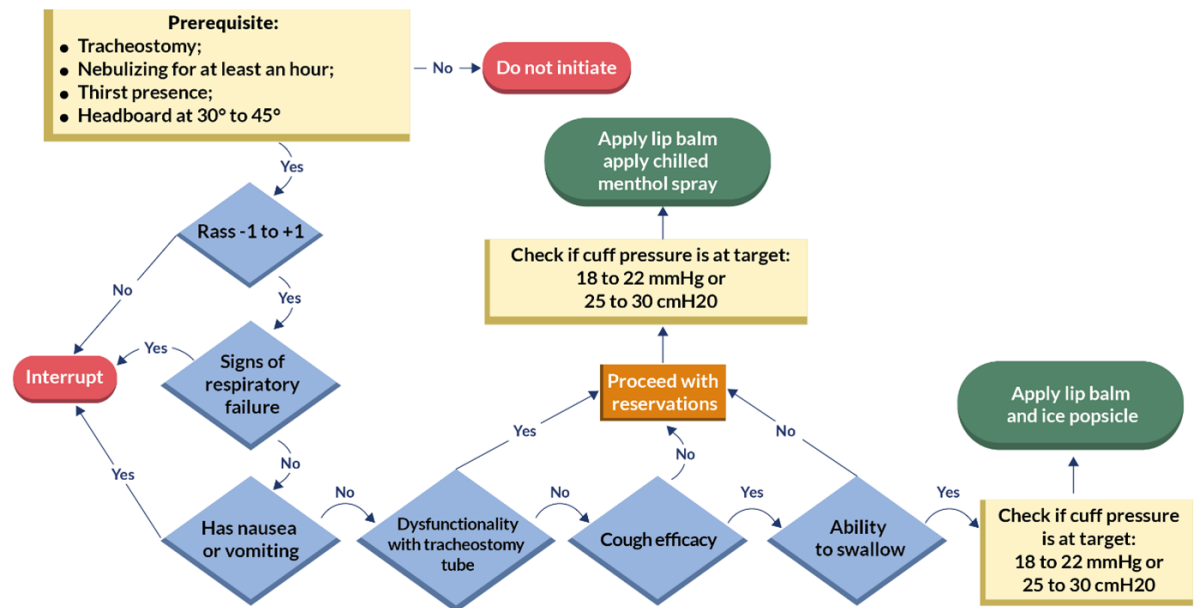 Prerequisite:
• Tracheostomy;
• Nebulizing for at least an hour;
• Thirst presence;
• Headboard at 30° to 45°
No
Do not initiate
Yes
Rass -1 to +1
No
Yes
Signs of
respiratory
failure
Yes
Interrupt
No
Has nausea
or vomiting
Yes
No
Dysfunctionality
with tracheostomy
tube
Yes
No
Cough efficacy
No
Yes
Ability
to swallow
No
Yes
Proceed with
reservations
Check if cuff pressure is at target:
18 to 22 mmHg or
25 to 30 cmH20
Apply lip balm
apply chilled
menthol spray
Check if cuff pressure
is at target:
18 to 22 mmHg or
25 to 30 cmH20
Apply lip balm
and ice popsicle